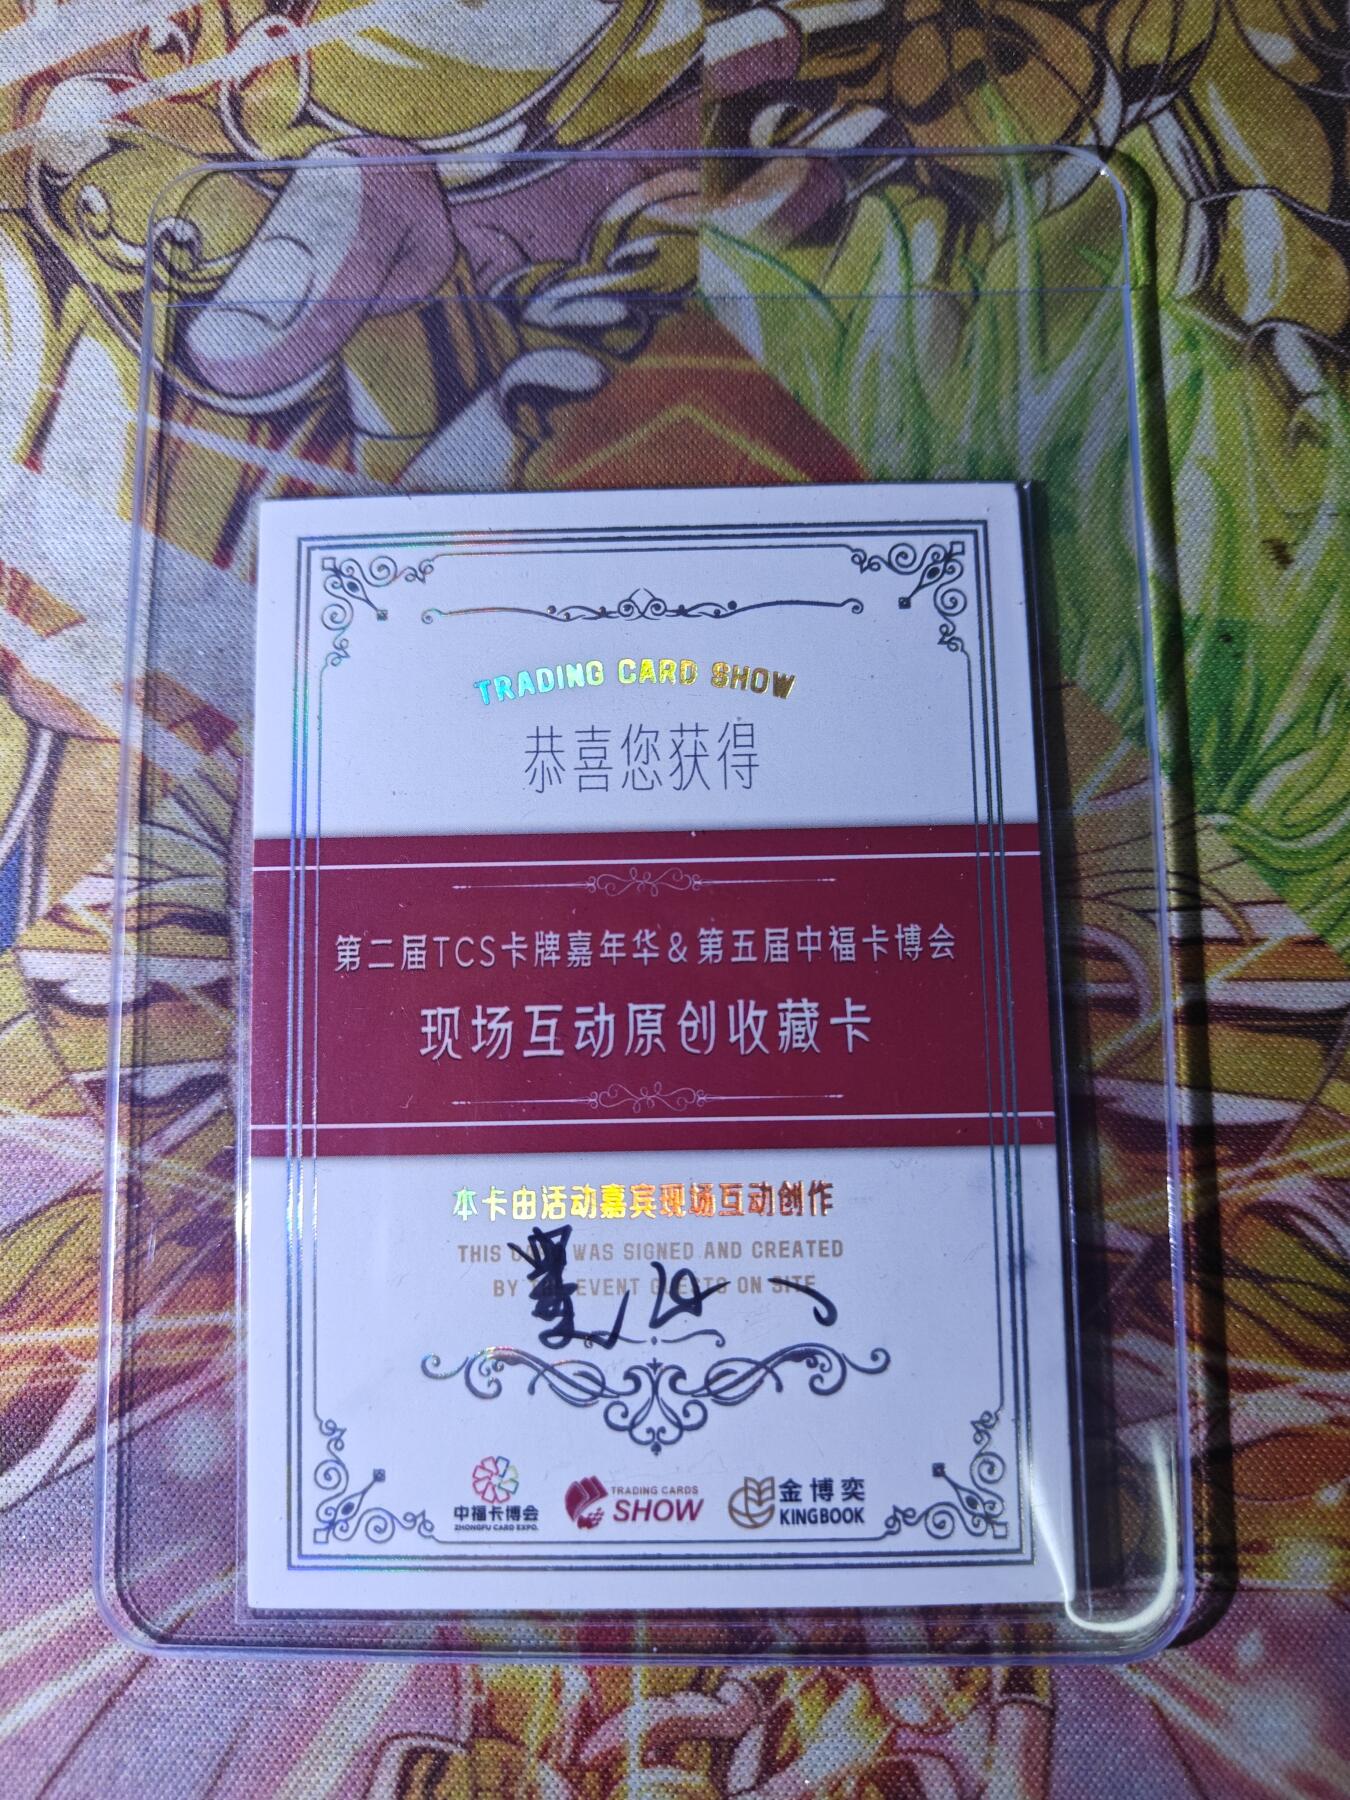 TRADING CARD SHOW
恭喜您获得
第二届TCS卡牌嘉年华&第五届中福卡博会
现场互动原创收藏卡
本卡由活动嘉宾现场互动创作
THIS CARD WAS SIGNED AND CREATED
BY THE EVENT GUESTS ON SITE
中福卡博会
ZHONGFU CARD EXPO.
TRADING CARDS
SHOW
金博奕
KINGBOOK